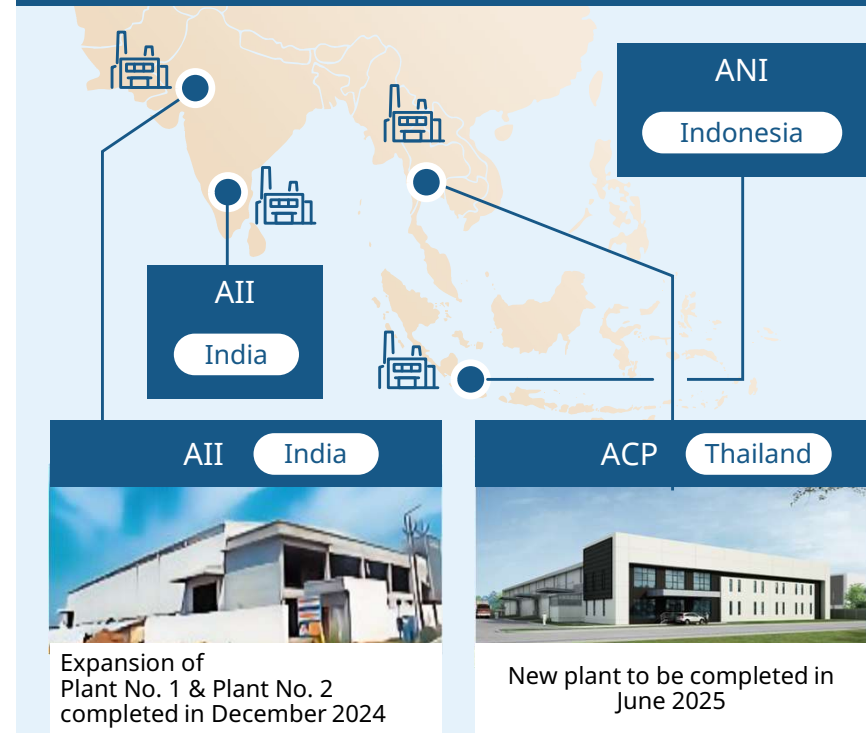 ANI
Indonesia
AII
India
AII India
Expansion of
Plant No. 1 & Plant No. 2
completed in December 2024
ACP Thailand
New plant to be completed in
June 2025